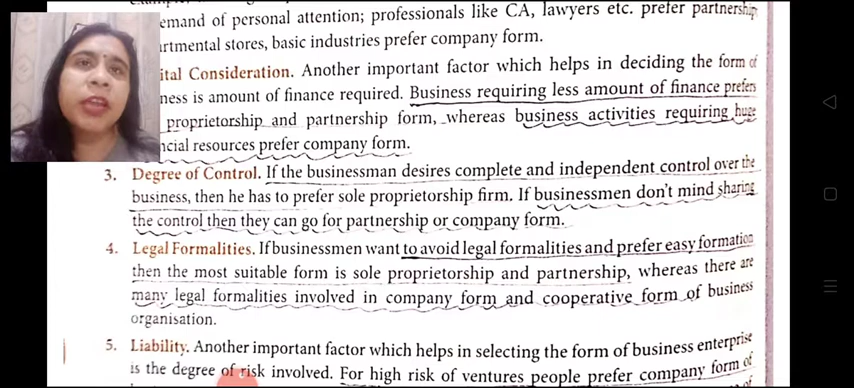 emand of personal attention; professionals like CA, lawyers etc. prefer partnership
rtmental stores, basic industries prefer company form.
ital Consideration. Another important factor which helps in deciding the form of
ness is amount of finance required. Business requiring less amount of finance prefers
proprietorship and partnership form, whereas business activities requiring huge
ncial resources prefer company form.
3. Degree of Control. If the businessman desires complete and independent control over the
business, then he has to prefer sole proprietorship firm. If businessmen don't mind sharing
the control then they can go for partnership or company form.
4. Legal Formalities. If businessmen want to avoid legal formalities and prefer easy formation
then the most suitable form is sole proprietorship and partnership, whereas there are
many legal formalities involved in company form and cooperative form of business
organisation.
5. Liability. Another important factor which helps in selecting the form of business enterprise
is the degree of risk involved. For high risk of ventures people prefer company form of